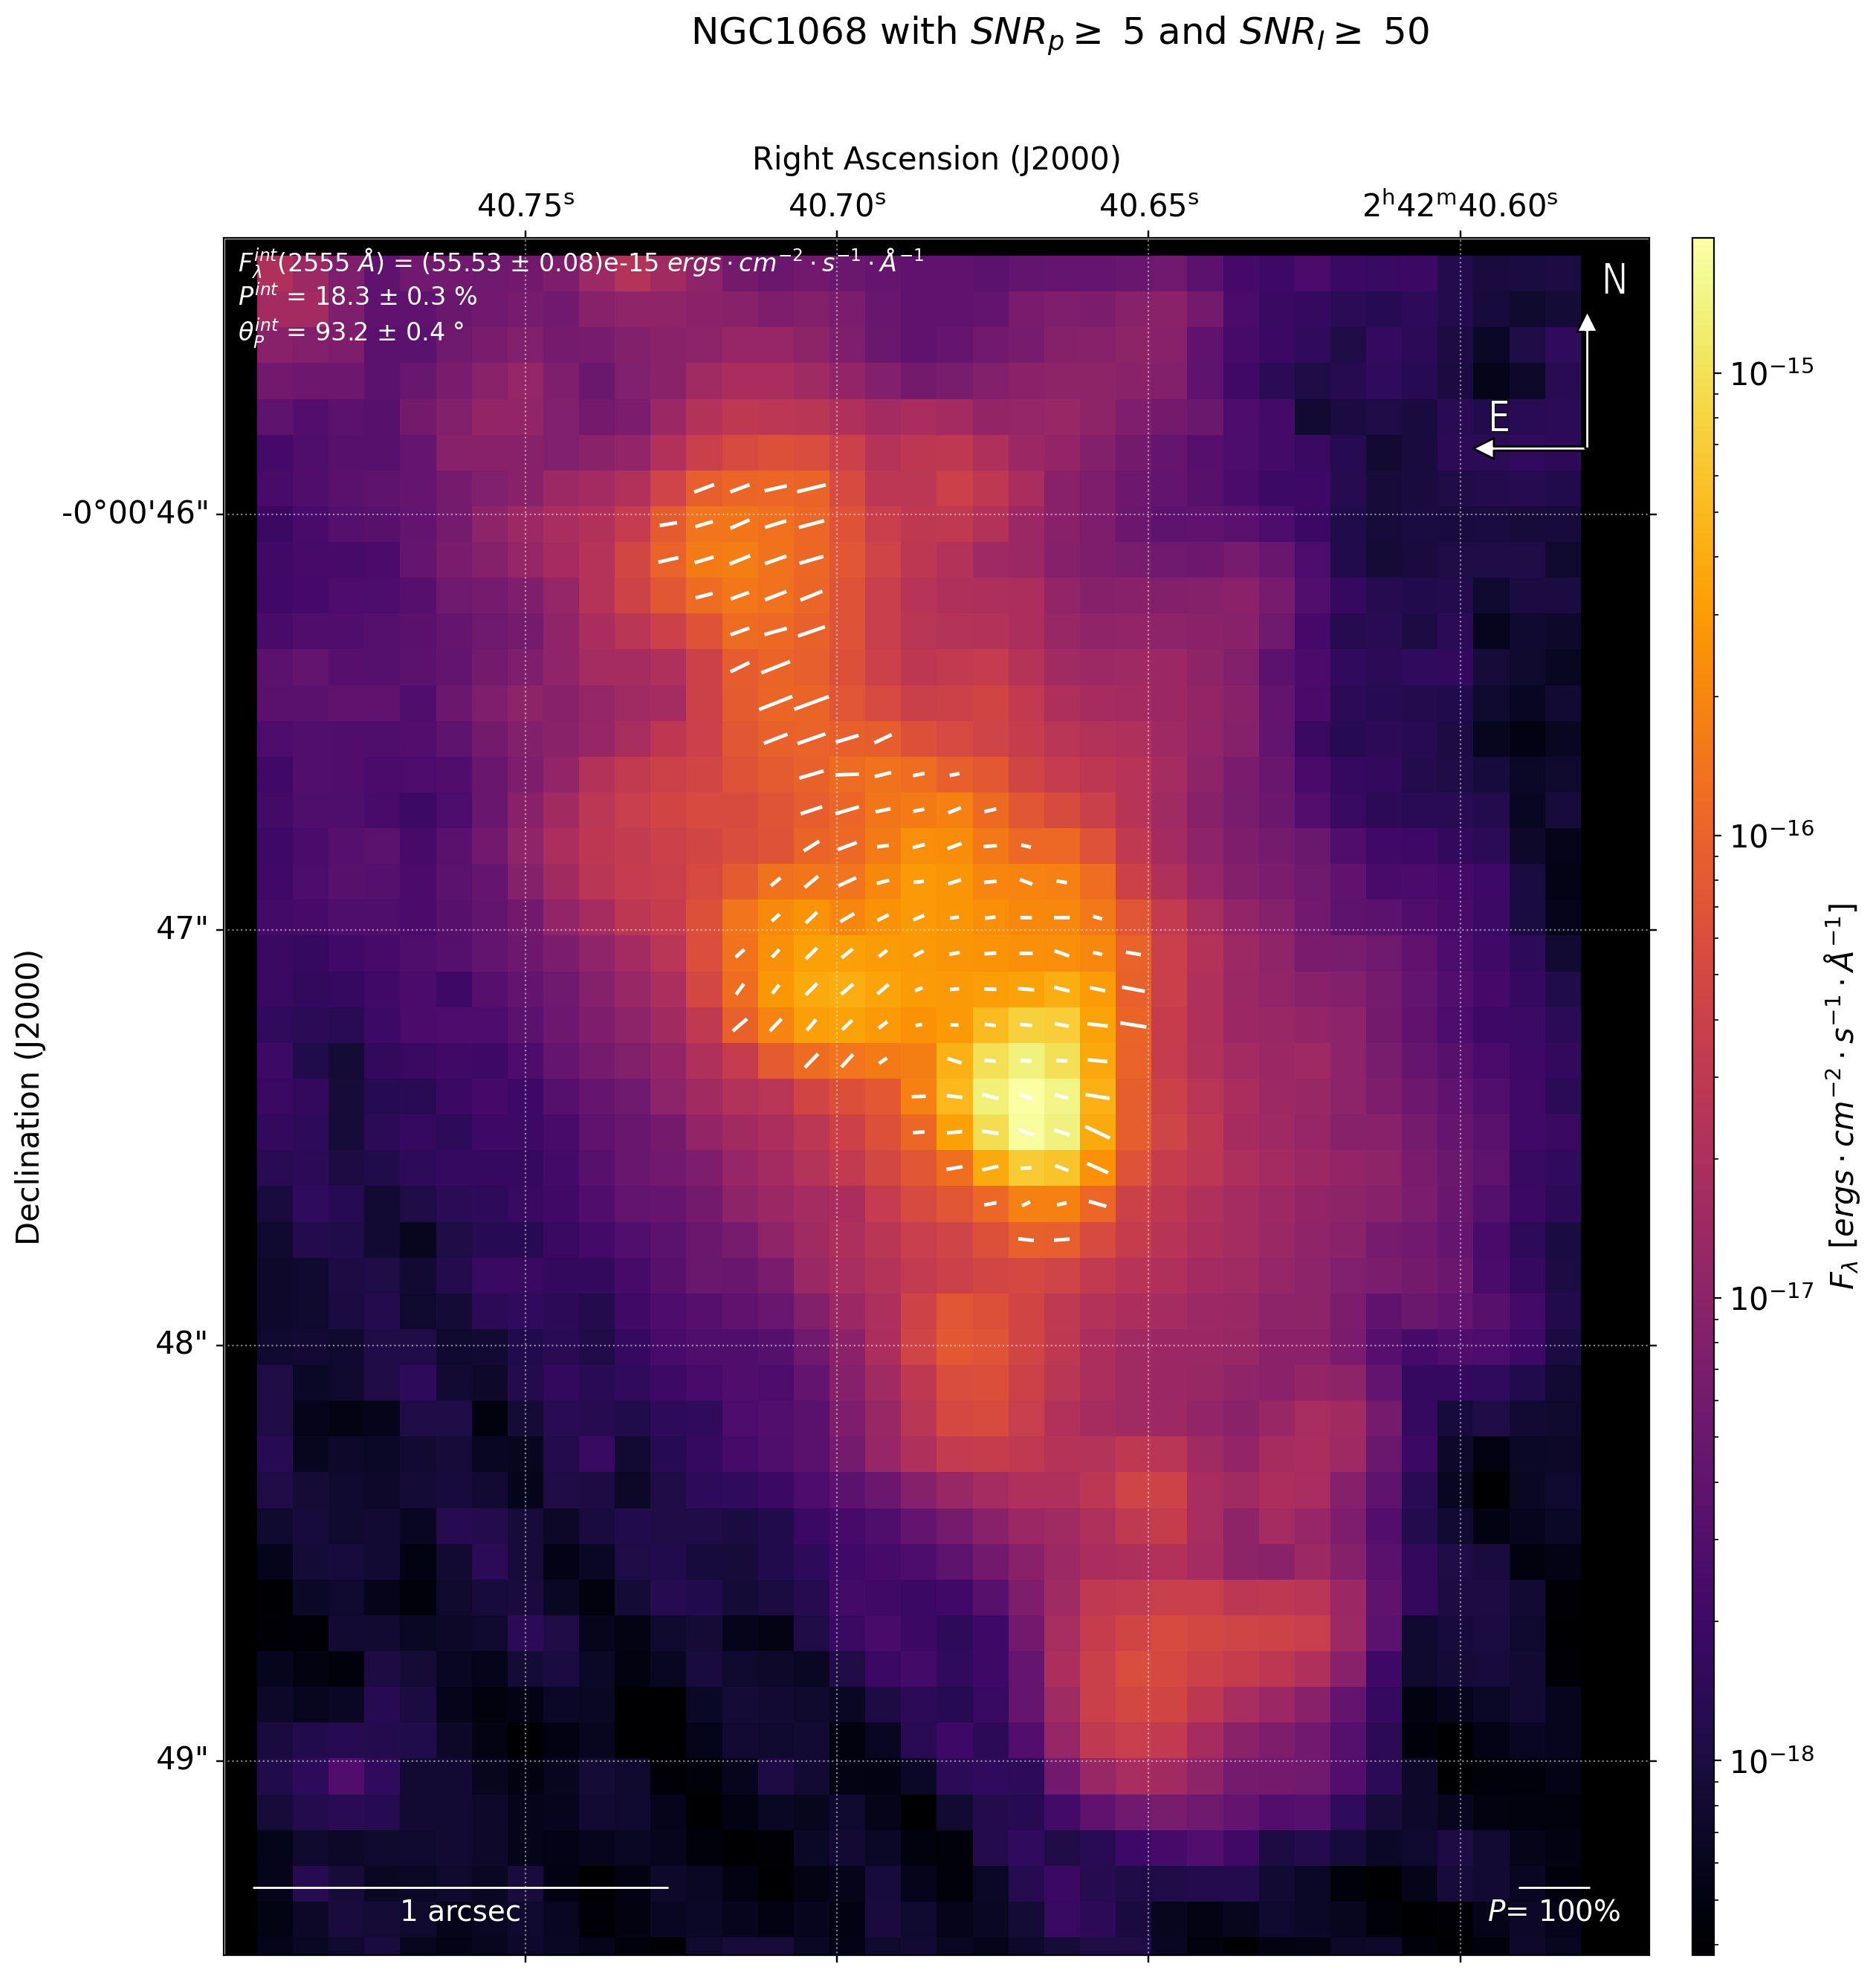 NGC1068 with SNR_p ≥ 5 and SNR_I ≥ 50
Right Ascension (J2000)
40.75ˢ 40.70ˢ 40.65ˢ 2ʰ42ᵐ40.60ˢ
F_λ^int(2555 Å) = (55.53 ± 0.08)e-15 ergs · cm⁻² · s⁻¹ · Å⁻¹
P^int = 18.3 ± 0.3 %
θ_P^int = 93.2 ± 0.4 °
N
E
-0°00'46"
47"
48"
49"
Declination (J2000)
1 arcsec
P= 100%
10⁻¹⁵
10⁻¹⁶
10⁻¹⁷
10⁻¹⁸
F_λ [ergs · cm⁻² · s⁻¹ · Å⁻¹]